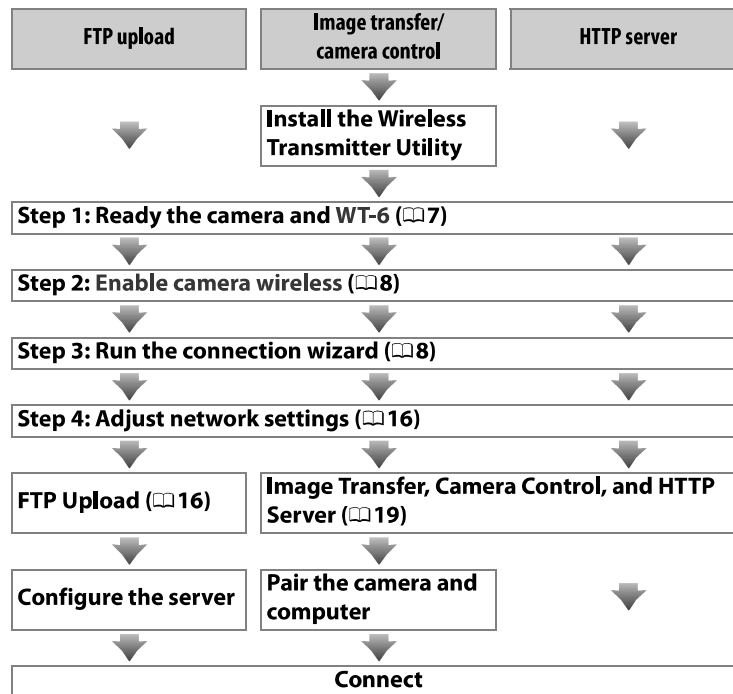 FTP upload
Image transfer/
camera control
HTTP server
Install the Wireless
Transmitter Utility
Step 1: Ready the camera and WT-6 (🕮7)
Step 2: Enable camera wireless (🕮8)
Step 3: Run the connection wizard (🕮8)
Step 4: Adjust network settings (🕮16)
FTP Upload (🕮16)
Image Transfer, Camera Control, and HTTP
Server (🕮19)
Configure the server
Pair the camera and
computer
Connect